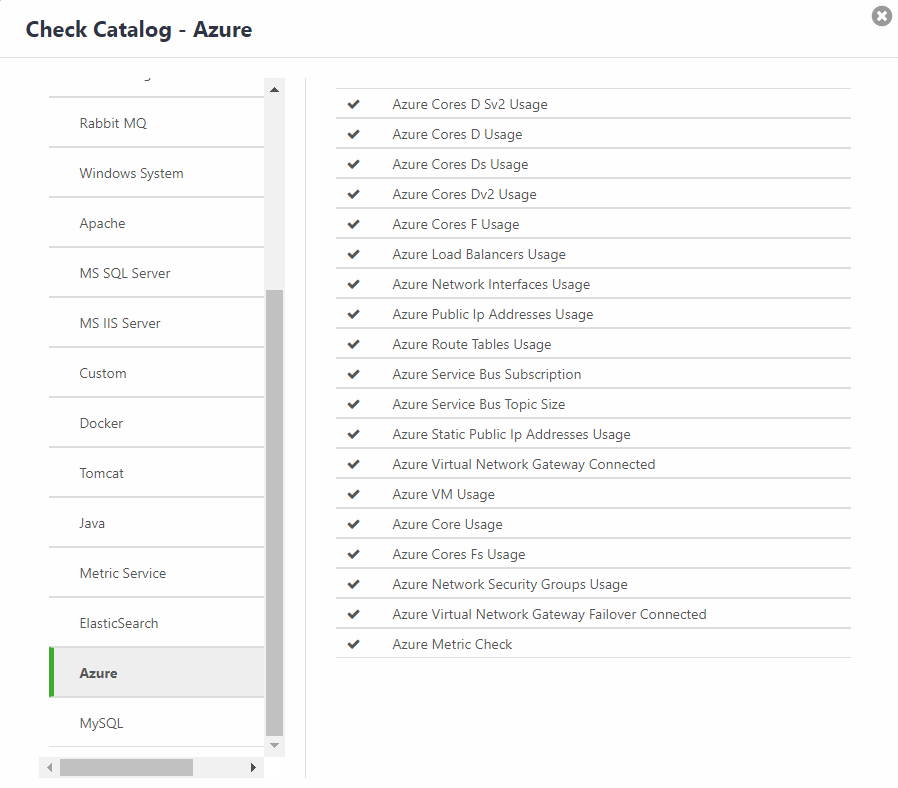 Check Catalog - Azure
Rabbit MQ
Windows System
Apache
MS SQL Server
MS IIS Server
Custom
Docker
Tomcat
Java
Metric Service
ElasticSearch
Azure
MySQL
Azure Cores D Sv2 Usage
Azure Cores D Usage
Azure Cores Ds Usage
Azure Cores Dv2 Usage
Azure Cores F Usage
Azure Load Balancers Usage
Azure Network Interfaces Usage
Azure Public Ip Addresses Usage
Azure Route Tables Usage
Azure Service Bus Subscription
Azure Service Bus Topic Size
Azure Static Public Ip Addresses Usage
Azure Virtual Network Gateway Connected
Azure VM Usage
Azure Core Usage
Azure Cores Fs Usage
Azure Network Security Groups Usage
Azure Virtual Network Gateway Failover Connected
Azure Metric Check